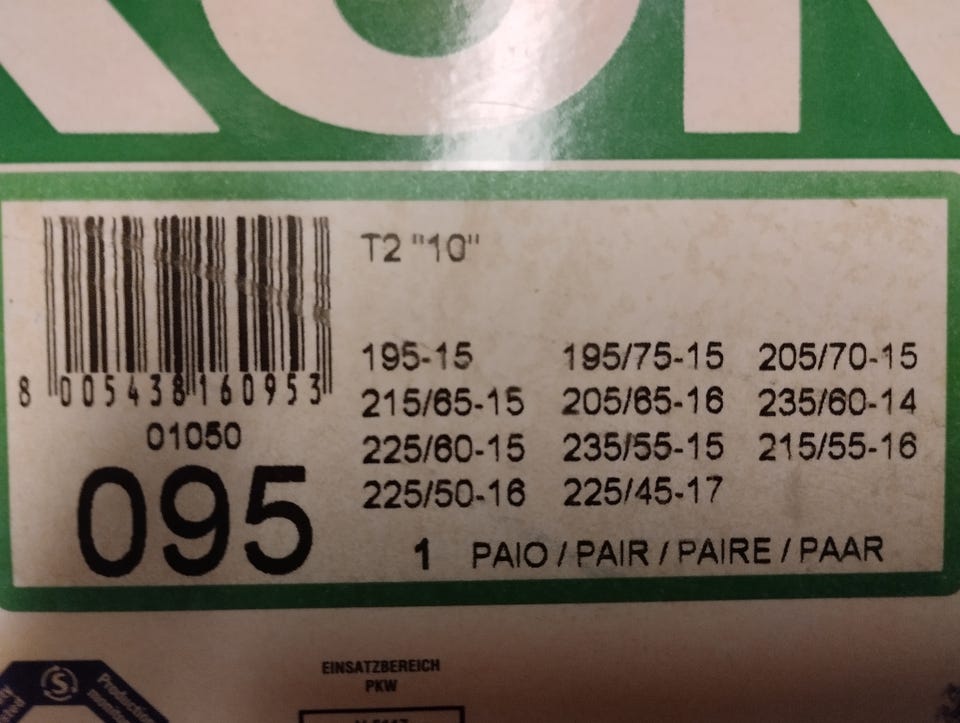 T2 "10"
195-15 195/75-15 205/70-15
215/65-15 205/65-16 235/60-14
225/60-15 235/55-15 215/55-16
225/50-16 225/45-17
8 005438 160953
01050
095
1 PAIO / PAIR / PAIRE / PAAR
EINSATZBEREICH
PKW
S